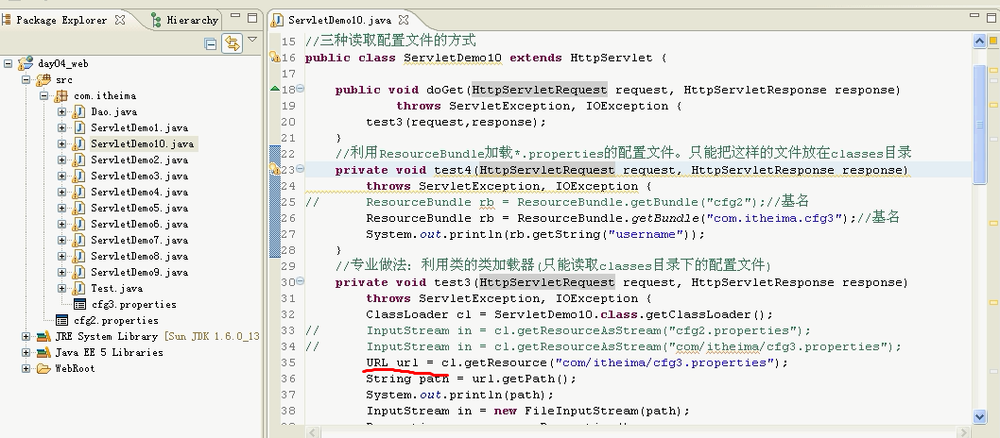 Package Explorer
Hierarchy
day04_web
src
com.itheima
Dao.java
ServletDemo1.java
ServletDemo10.java
ServletDemo2.java
ServletDemo3.java
ServletDemo4.java
ServletDemo5.java
ServletDemo6.java
ServletDemo7.java
ServletDemo8.java
ServletDemo9.java
Test.java
cfg3.properties
cfg2.properties
JRE System Library [Sun JDK 1.6.0_13
Java EE 5 Libraries
WebRoot
ServletDemo10.java
15 //三种读取配置文件的方式
16 public class ServletDemo10 extends HttpServlet {
17
18 public void doGet(HttpServletRequest request, HttpServletResponse response)
19 throws ServletException, IOException {
20 test3(request,response);
21 }
22 //利用ResourceBundle加载*.properties的配置文件。只能把这样的文件放在classes目录
23 private void test4(HttpServletRequest request, HttpServletResponse response)
24 throws ServletException, IOException {
25 // ResourceBundle rb = ResourceBundle.getBundle("cfg2");//基名
26 ResourceBundle rb = ResourceBundle.getBundle("com.itheima.cfg3");//基名
27 System.out.println(rb.getString("username"));
28 }
29 //专业做法：利用类的类加载器(只能读取classes目录下的配置文件)
30 private void test3(HttpServletRequest request, HttpServletResponse response)
31 throws ServletException, IOException {
32 ClassLoader cl = ServletDemo10.class.getClassLoader();
33 // InputStream in = cl.getResourceAsStream("cfg2.properties");
34 // InputStream in = cl.getResourceAsStream("com/itheima/cfg3.properties");
35 URL url = cl.getResource("com/itheima/cfg3.properties");
36 String path = url.getPath();
37 System.out.println(path);
38 InputStream in = new FileInputStream(path);